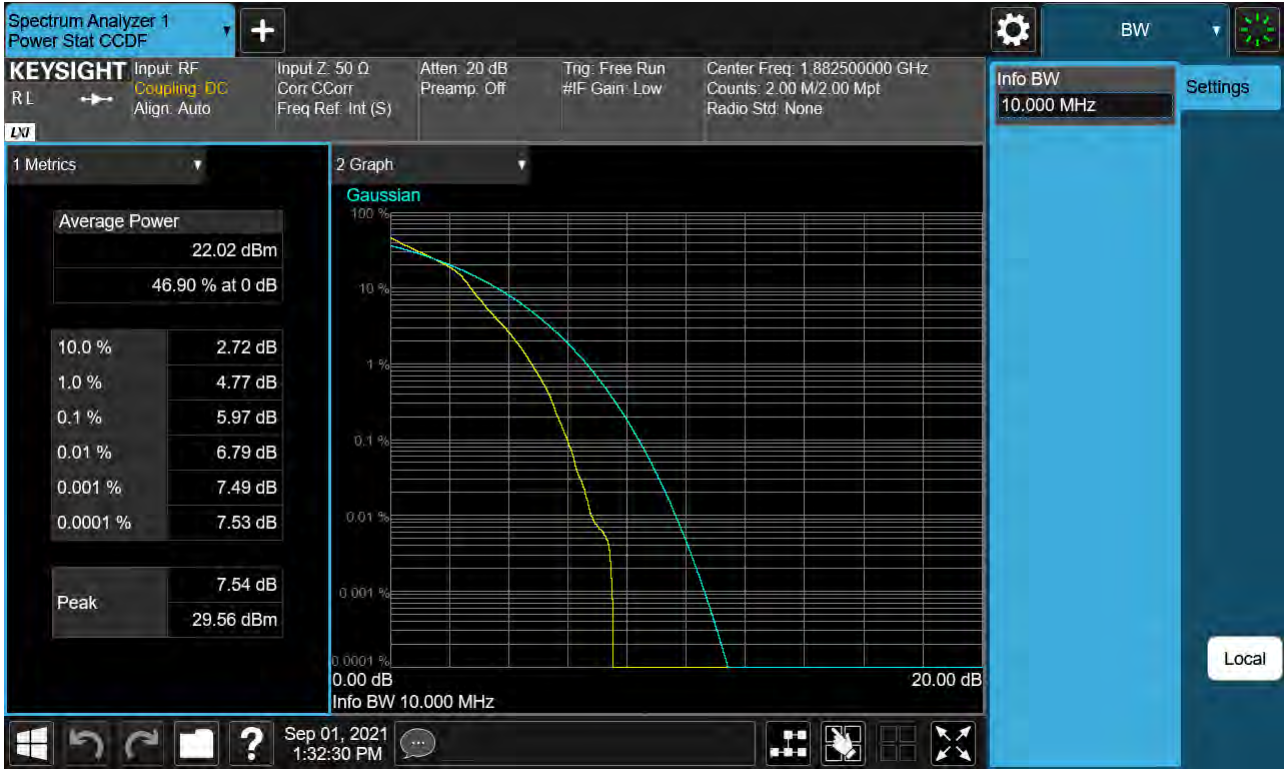 Spectrum Analyzer 1
Power Stat CCDF
BW
KEYSIGHT
RL
LXI
Input: RF
Coupling: DC
Align: Auto
Input Z: 50 Ω
Corr CCorr
Freq Ref: Int (S)
Atten: 20 dB
Preamp: Off
Trig: Free Run
#IF Gain: Low
Center Freq: 1.882500000 GHz
Counts: 2.00 M/2.00 Mpt
Radio Std: None
Info BW
10.000 MHz
Settings
1 Metrics
Average Power
22.02 dBm
46.90 % at 0 dB
10.0 % 2.72 dB
1.0 % 4.77 dB
0.1 % 5.97 dB
0.01 % 6.79 dB
0.001 % 7.49 dB
0.0001 % 7.53 dB
Peak
7.54 dB
29.56 dBm
2 Graph
Gaussian
100 %
10 %
1 %
0.1 %
0.01 %
0.001 %
0.0001 %
0.00 dB 20.00 dB
Info BW 10.000 MHz
Local
?
Sep 01, 2021
1:32:30 PM